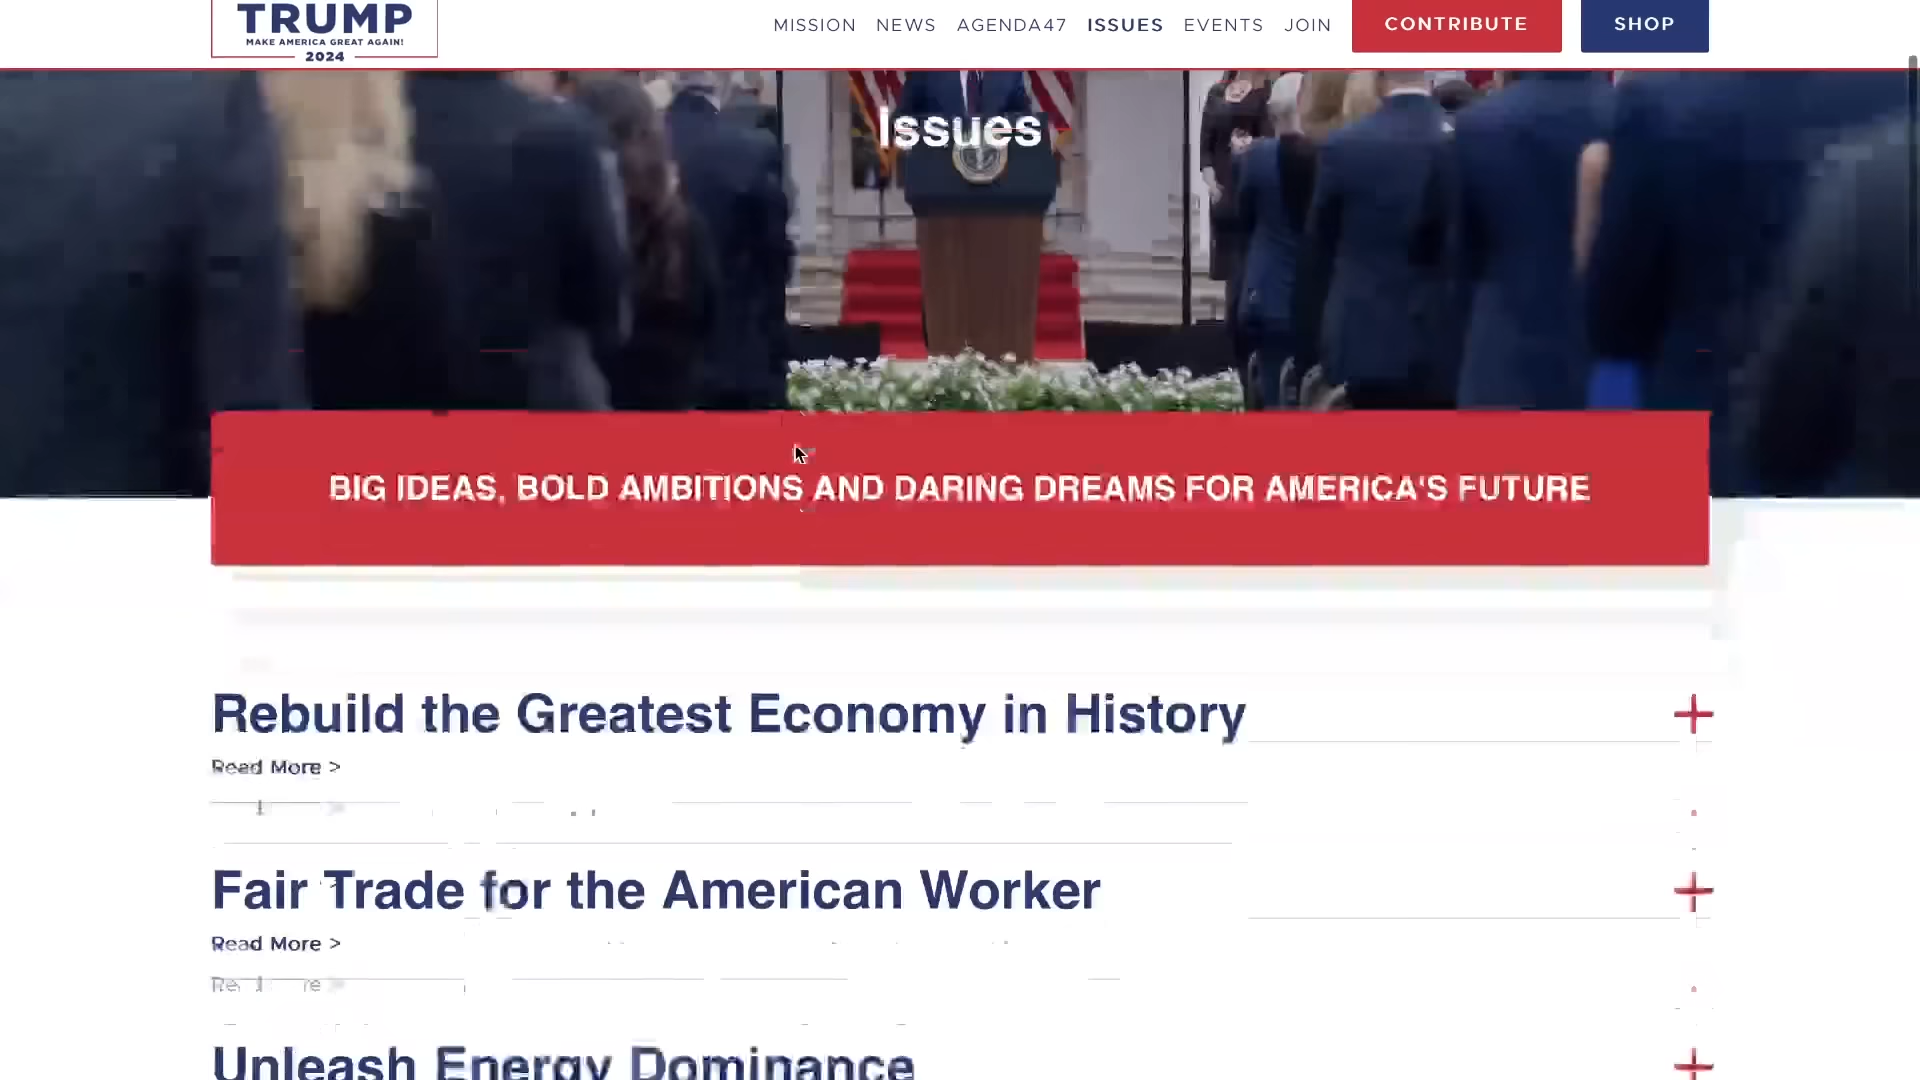 TRUMP
MAKE AMERICA GREAT AGAIN!
2024
MISSION NEWS AGENDA47 ISSUES EVENTS JOIN CONTRIBUTE SHOP
Issues
BIG IDEAS, BOLD AMBITIONS AND DARING DREAMS FOR AMERICA'S FUTURE
Rebuild the Greatest Economy in History
Read More >
Fair Trade for the American Worker
Read More >
Unleash Energy Dominance